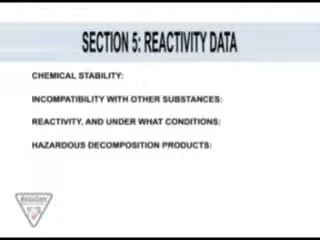 SECTION 5: REACTIVITY DATA
CHEMICAL STABILITY:
INCOMPATIBILITY WITH OTHER SUBSTANCES:
REACTIVITY, AND UNDER WHAT CONDITIONS:
HAZARDOUS DECOMPOSITION PRODUCTS: